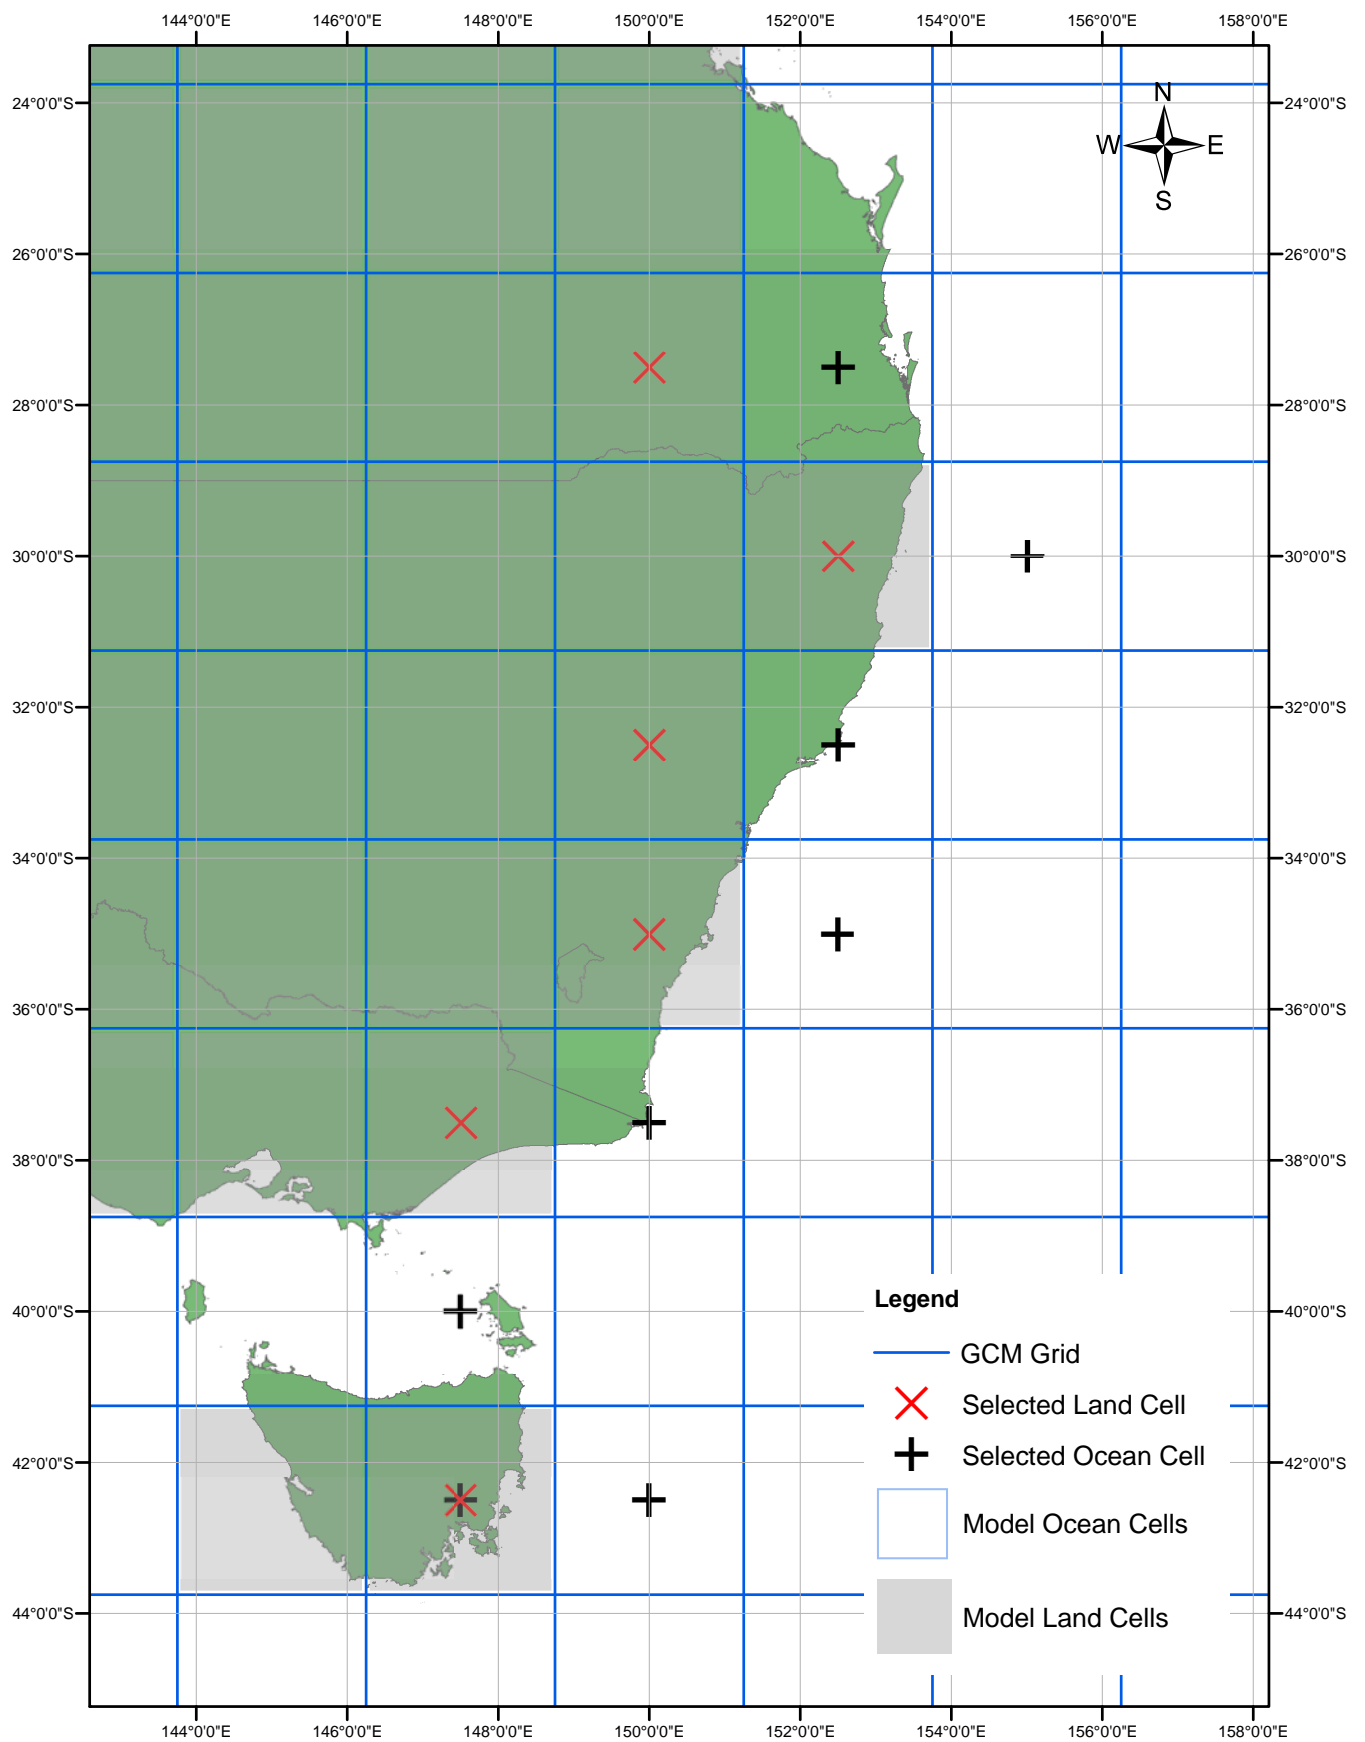 144°0'0"E 146°0'0"E 148°0'0"E 150°0'0"E 152°0'0"E 154°0'0"E 156°0'0"E 158°0'0"E
N
24°0'0"S 24°0'0"S
W E
S
26°0'0"S 26°0'0"S
28°0'0"S 28°0'0"S
30°0'0"S 30°0'0"S
32°0'0"S 32°0'0"S
34°0'0"S 34°0'0"S
36°0'0"S 36°0'0"S
38°0'0"S 38°0'0"S
Legend
40°0'0"S 40°0'0"S
GCM Grid
Selected Land Cell
Selected Ocean Cell
42°0'0"S 42°0'0"S
Model Ocean Cells
44°0'0"S 44°0'0"S
Model Land Cells
144°0'0"E 146°0'0"E 148°0'0"E 150°0'0"E 152°0'0"E 154°0'0"E 156°0'0"E 158°0'0"E